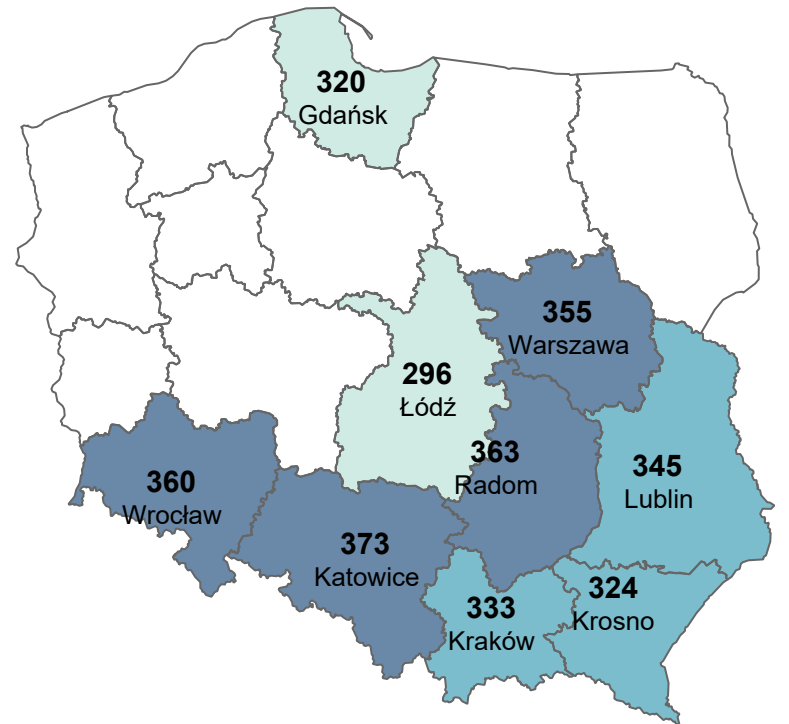 320
Gdańsk
355
Warszawa
296
Łódź
363
Radom
345
Lublin
360
Wrocław
373
Katowice
333
Kraków
324
Krosno